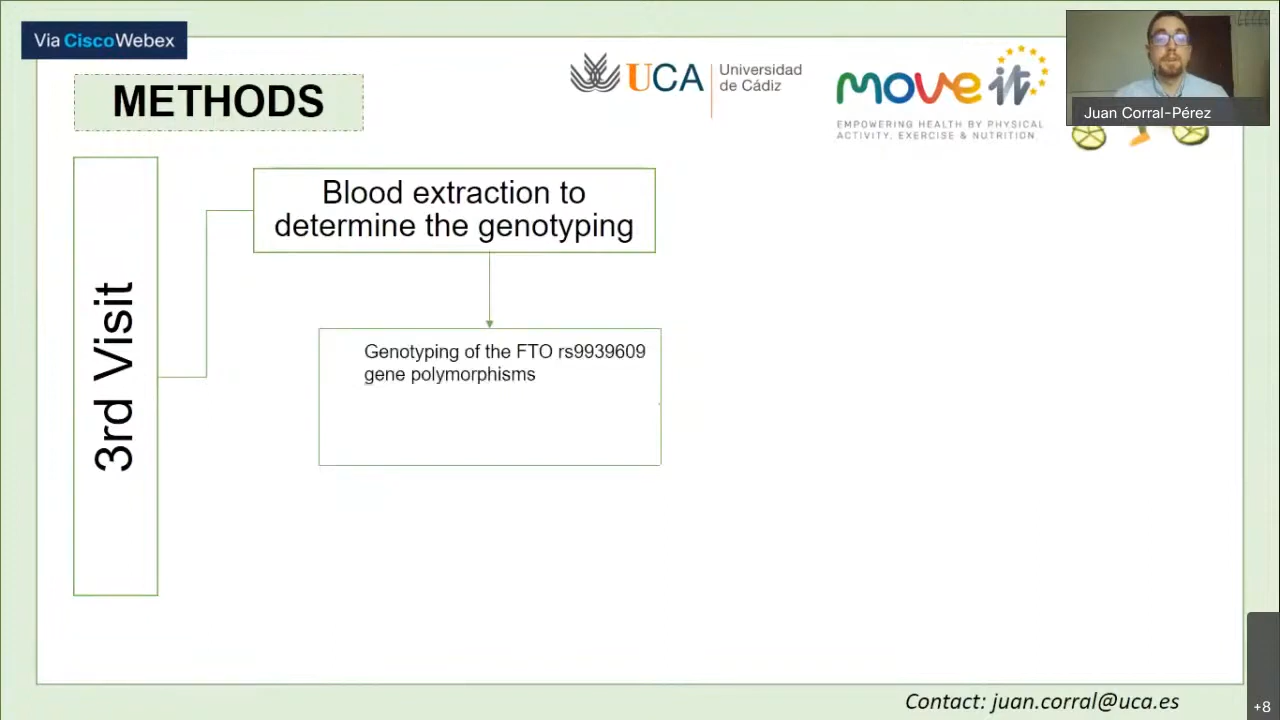 Via CiscoWebex
METHODS
UCA
Universidad
de Cádiz
move it
EMPOWERING HEALTH BY PHYSICAL
ACTIVITY, EXERCISE & NUTRITION.
Juan Corral-Pérez
Blood extraction to
determine the genotyping
3rd Visit
Genotyping of the FTO rs9939609
gene polymorphisms
Contact: juan.corral@uca.es
+8